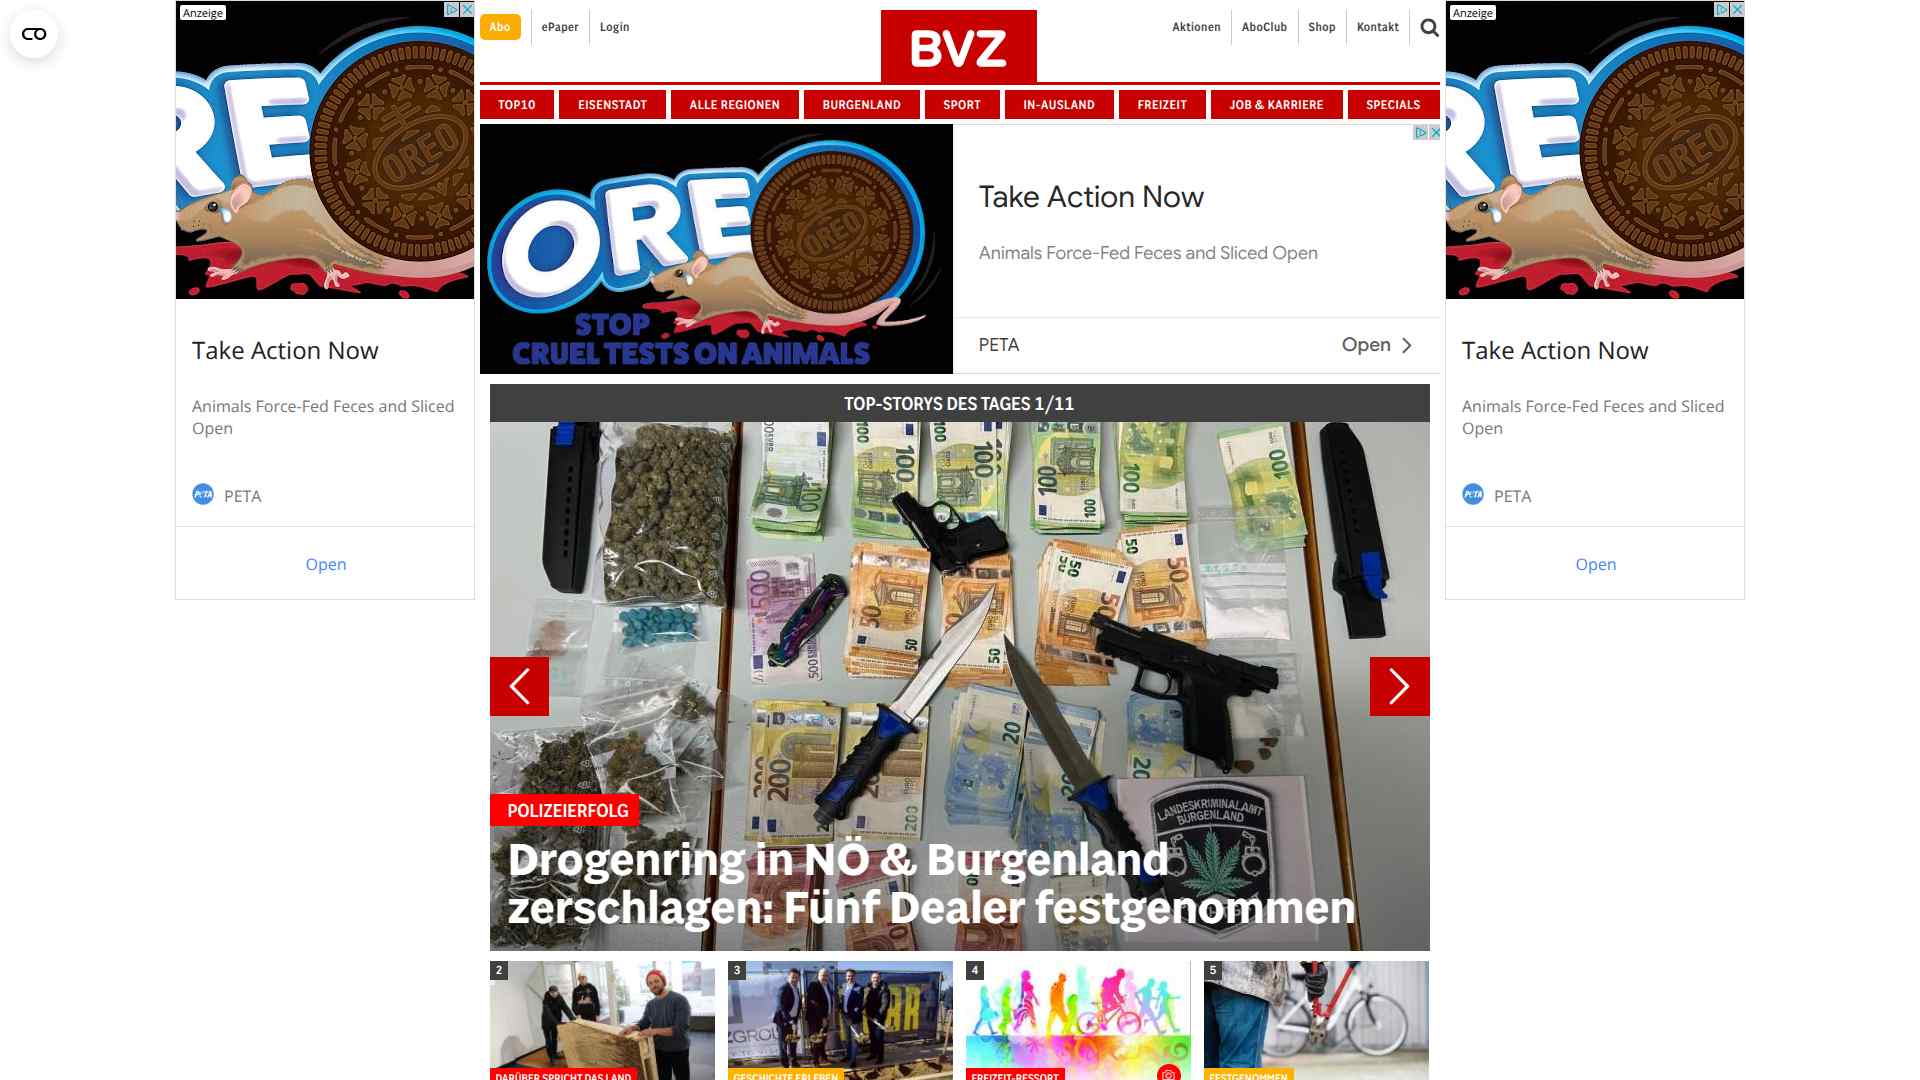 Anzeige
Abo
ePaper
Login
BVZ
Aktionen
AboClub
Shop
Kontakt
Anzeige
TOP10
EISENSTADT
ALLE REGIONEN
BURGENLAND
SPORT
IN-AUSLAND
FREIZEIT
JOB & KARRIERE
SPECIALS
OREO
STOP
CRUEL TESTS ON ANIMALS
Take Action Now
Animals Force-Fed Feces and Sliced Open
PETA
Open
RE
OREO
Take Action Now
Animals Force-Fed Feces and Sliced
Open
PETA
PETA
Open
RE
OREO
Take Action Now
Animals Force-Fed Feces and Sliced
Open
PETA
PETA
Open
TOP-STORYS DES TAGES 1/11
LANDESKRIMINALAMT
BURGENLAND
POLIZEIERFOLG
Drogenring in NÖ & Burgenland
zerschlagen: Fünf Dealer festgenommen
2
DARÜBER SPRICHT DAS LAND
3
GESCHICHTE ERLEBEN
4
FREIZEIT-RESSORT
5
FESTGENOMMEN